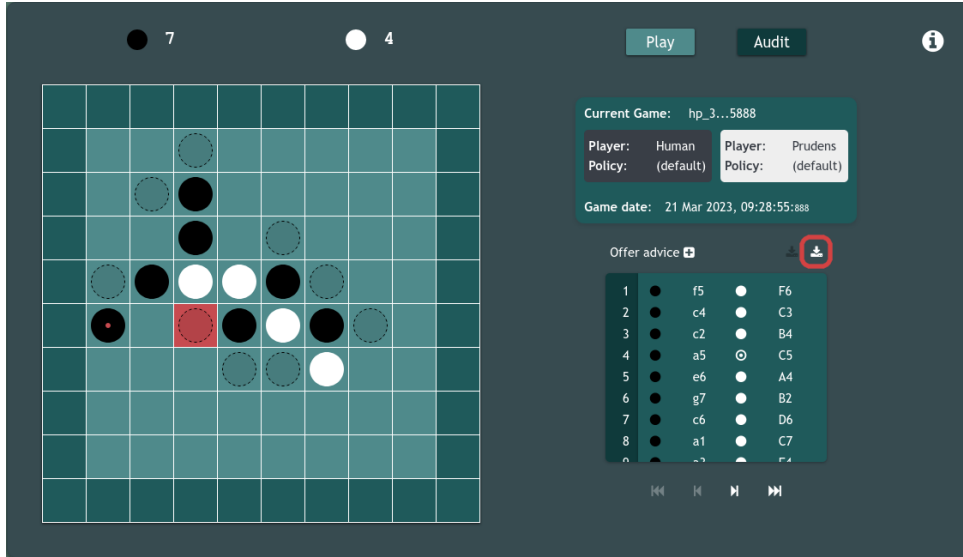 7 4 Play Audit
Current Game: hp_3...5888
Player: Human Player: Prudens
Policy: (default) Policy: (default)
Game date: 21 Mar 2023, 09:28:55:888
Offer advice
1 f5 F6
2 c4 C3
3 c2 B4
4 a5 C5
5 e6 A4
6 g7 B2
7 c6 D6
8 a1 C7